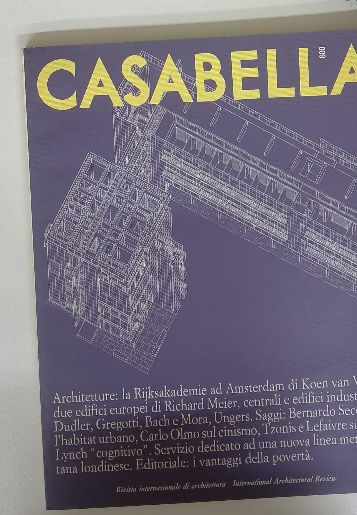 CASABELLA
600
Architetture: la Rijksakademie ad Amsterdam di Koen van
due edifici europei di Richard Meier, centrali e edifici indust
Dudler, Gregotti, Bach e Mora, Ungers. Saggi: Bernardo Secc
l'habitat urbano, Carlo Olmo sul cinismo, Tzonis e Lefaivre su
Lynch "cognitivo". Servizio dedicato ad una nuova linea met
tana londinese. Editoriale: i vantaggi della povertà.
Rivista internazionale di architettura International Architectural Review